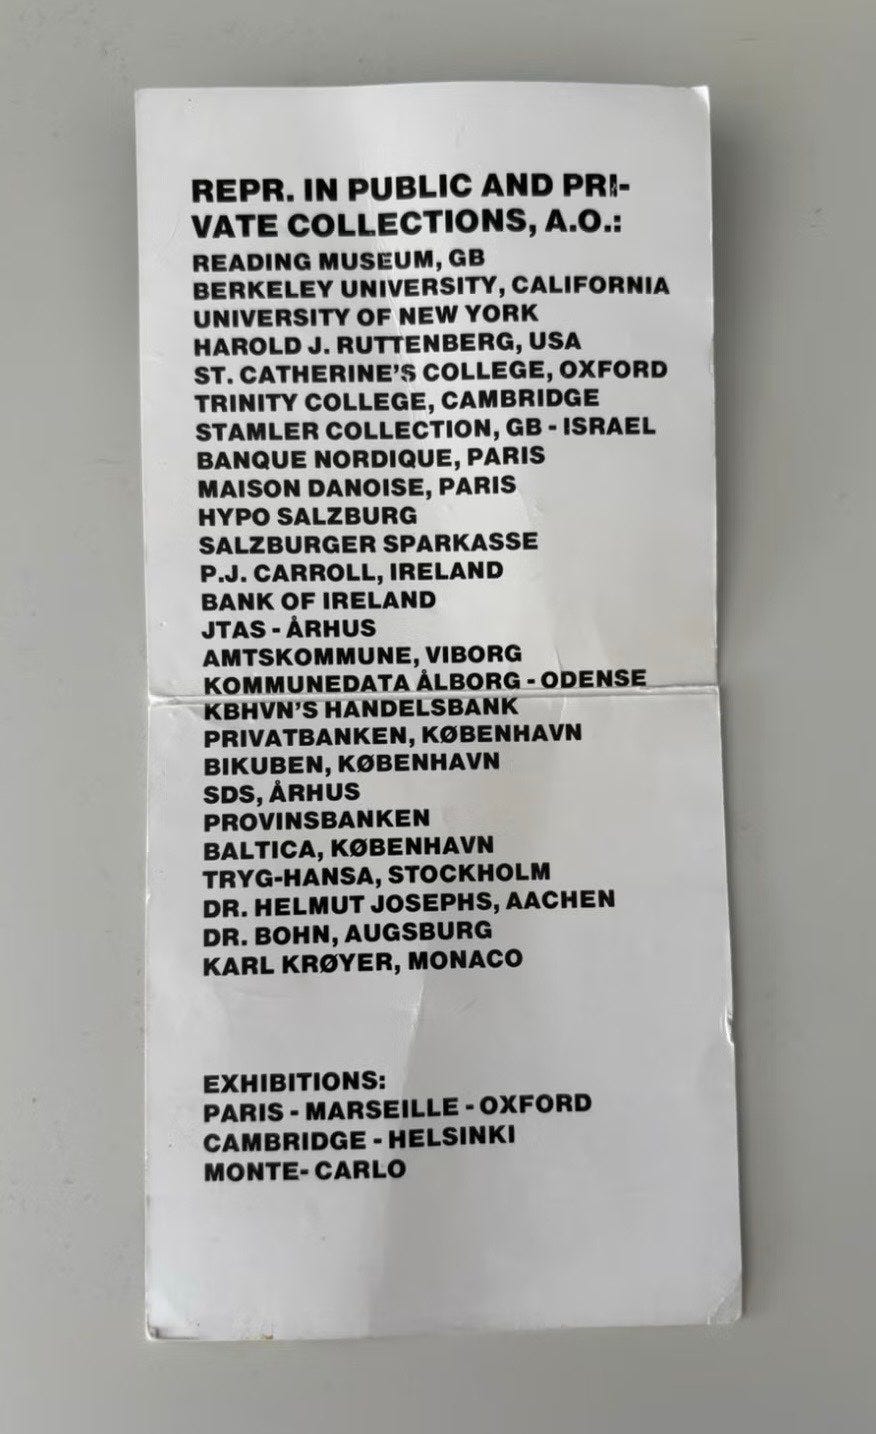 REPR. IN PUBLIC AND PRI-
VATE COLLECTIONS, A.O.:
READING MUSEUM, GB
BERKELEY UNIVERSITY, CALIFORNIA
UNIVERSITY OF NEW YORK
HAROLD J. RUTTENBERG, USA
ST. CATHERINE'S COLLEGE, OXFORD
TRINITY COLLEGE, CAMBRIDGE
STAMLER COLLECTION, GB - ISRAEL
BANQUE NORDIQUE, PARIS
MAISON DANOISE, PARIS
HYPO SALZBURG
SALZBURGER SPARKASSE
P.J. CARROLL, IRELAND
BANK OF IRELAND
JTAS - ÅRHUS
AMTSKOMMUNE, VIBORG
KOMMUNEDATA ÅLBORG - ODENSE
KBHVN'S HANDELSBANK
PRIVATBANKEN, KØBENHAVN
BIKUBEN, KØBENHAVN
SDS, ÅRHUS
PROVINSBANKEN
BALTICA, KØBENHAVN
TRYG-HANSA, STOCKHOLM
DR. HELMUT JOSEPHS, AACHEN
DR. BOHN, AUGSBURG
KARL KRØYER, MONACO
EXHIBITIONS:
PARIS - MARSEILLE - OXFORD
CAMBRIDGE - HELSINKI
MONTE- CARLO